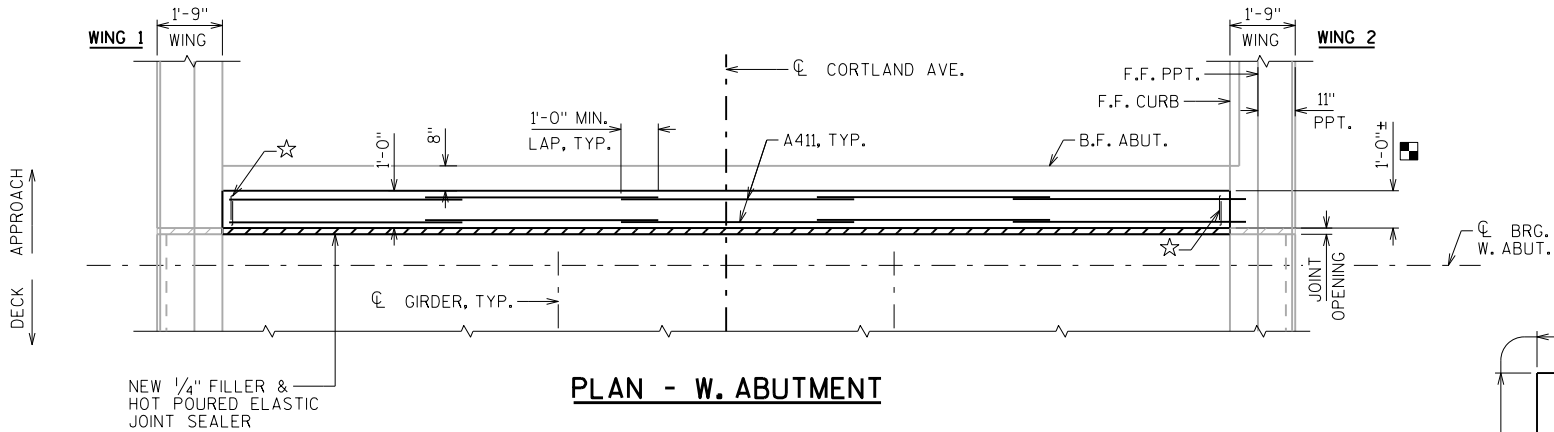 1'-9"
WING 1
WING
1'-9"
WING
WING 2
℄ CORTLAND AVE.
F.F. PPT.
F.F. CURB
11"
PPT.
1'-0" MIN.
LAP, TYP.
8"
1'-0"
A411, TYP.
B.F. ABUT.
1'-0"±
APPROACH
DECK
℄ BRG.
W. ABUT.
℄ GIRDER, TYP.
JOINT
OPENING
NEW 1/4" FILLER &
HOT POURED ELASTIC
JOINT SEALER
PLAN - W. ABUTMENT